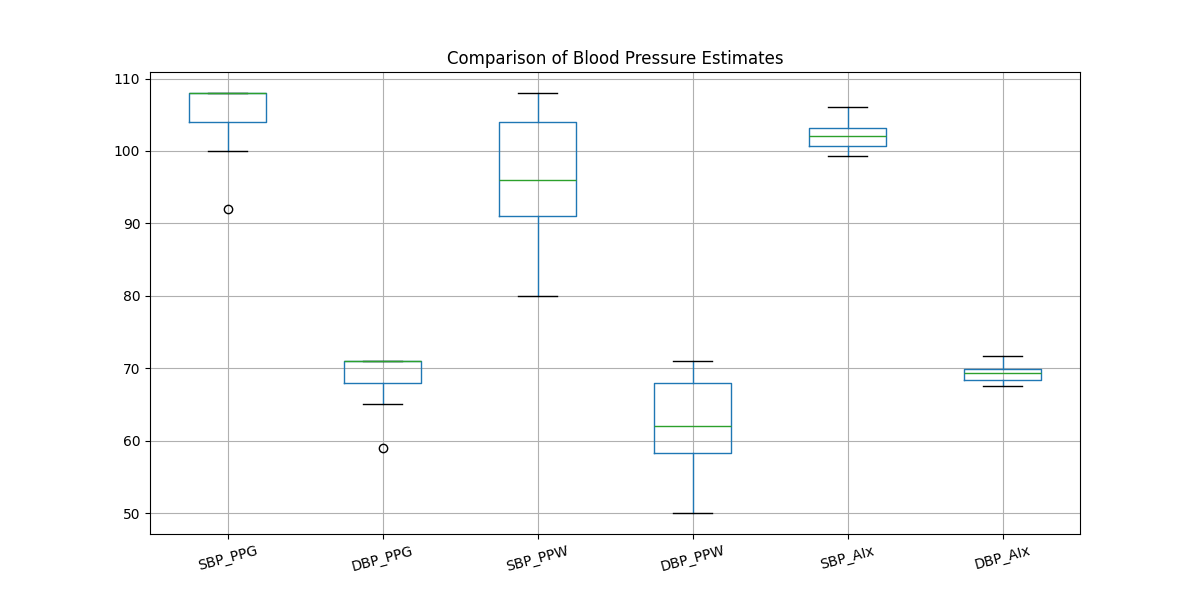 Comparison of Blood Pressure Estimates
110
100
90
80
70
60
50
SBP_PPG
DBP_PPG
SBP_PPW
DBP_PPW
SBP_AIx
DBP_AIx